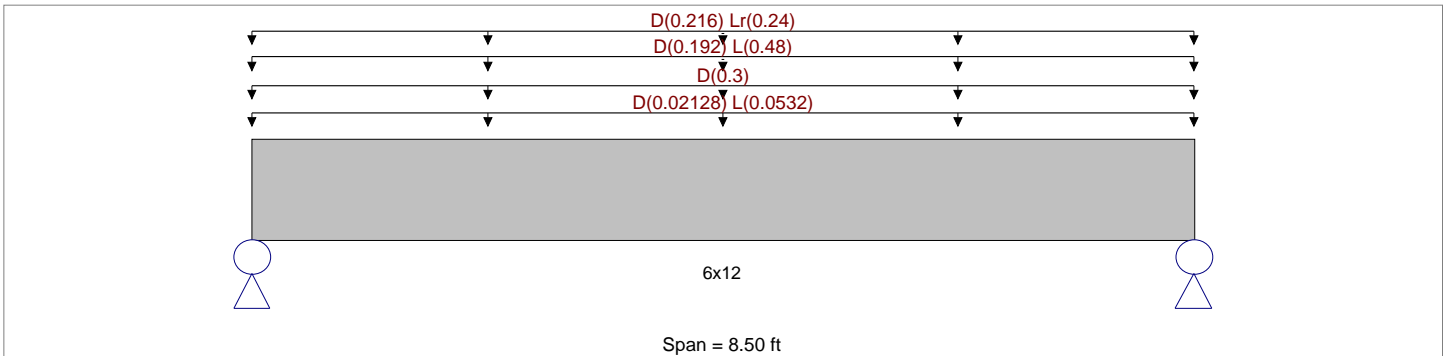 D(0.216) Lr(0.24)
D(0.192) L(0.48)
D(0.3)
D(0.02128) L(0.0532)
6x12
Span = 8.50 ft